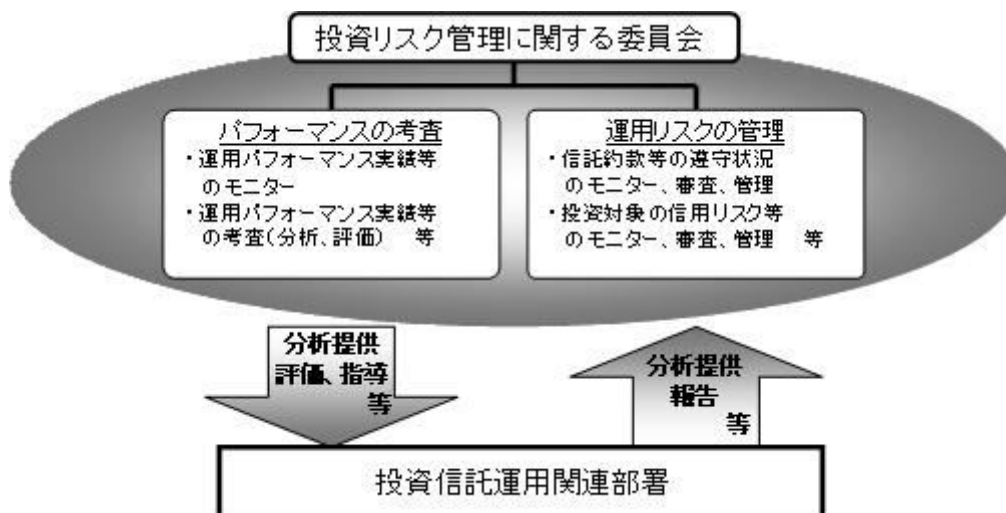 投資リスク管理に関する委員会
パフォーマンスの考査
・運用パフォーマンス実績等
のモニター
・運用パフォーマンス実績等
の考査(分析、評価) 等
運用リスクの管理
・信託約款等の遵守状況
のモニター、審査、管理
・投資対象の信用リスク等
のモニター、審査、管理 等
分析提供
評価、指導
等
分析提供
報告
等
投資信託運用関連部署